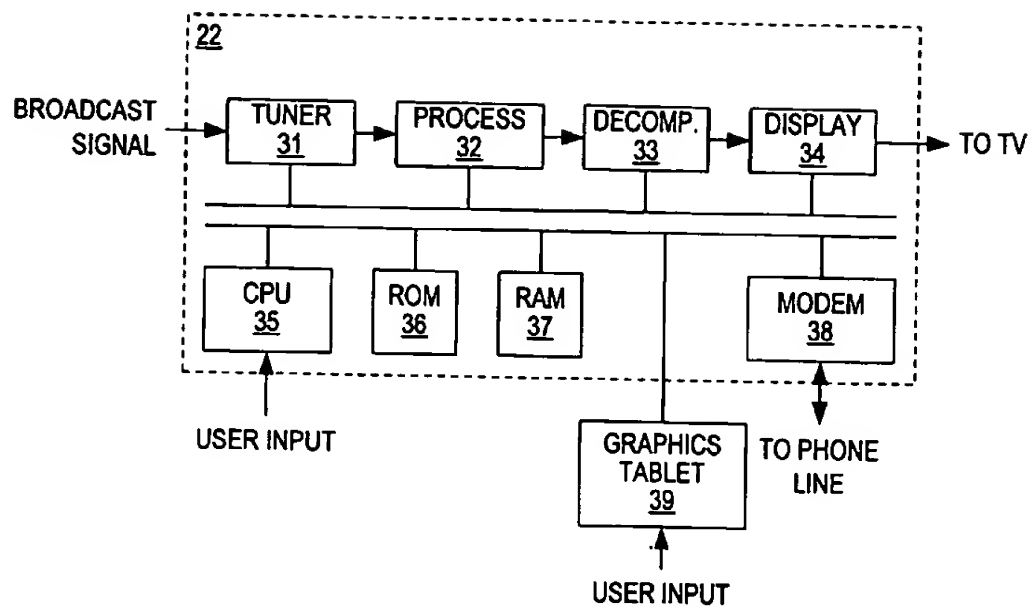 22
BROADCAST
SIGNAL
TUNER
31
PROCESS
32
DECOMP.
33
DISPLAY
34
TO TV
CPU
35
ROM
36
RAM
37
MODEM
38
USER INPUT
GRAPHICS
TABLET
39
TO PHONE
LINE
USER INPUT